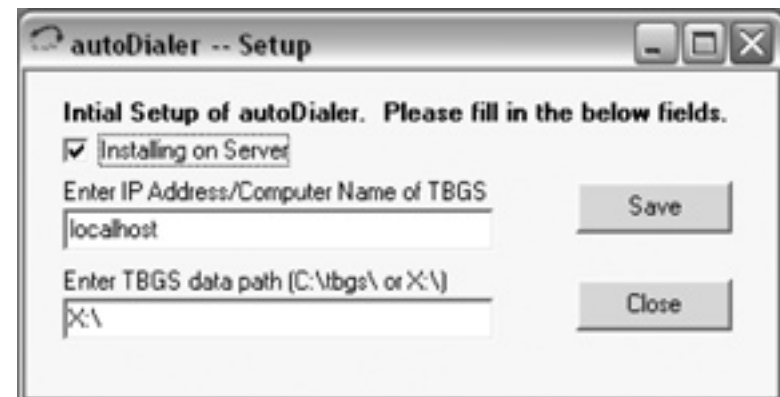 autoDialer -- Setup
Intial Setup of autoDialer. Please fill in the below fields.
Installing on Server
Enter IP Address/Computer Name of TBGS
localhost
Save
Enter TBGS data path (C:\tbgs\ or X:\)
X:\
Close